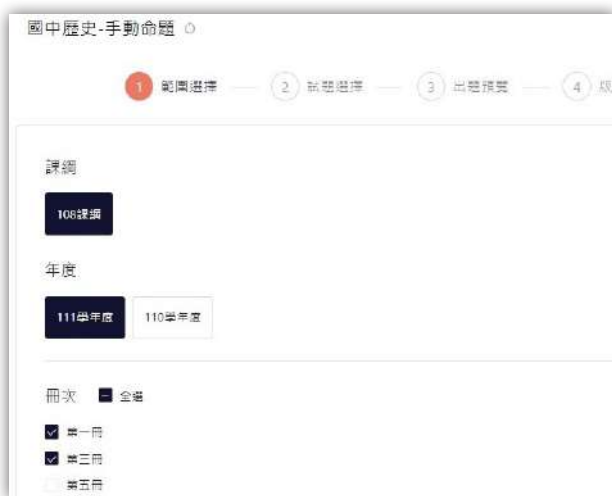 國中歷史-手動命題
1 範圍選擇 2 試題選擇 3 出題預覽 4 版
課綱
108課綱
年度
111學年度 110學年度
冊次 全選
第一冊
第三冊
第五冊